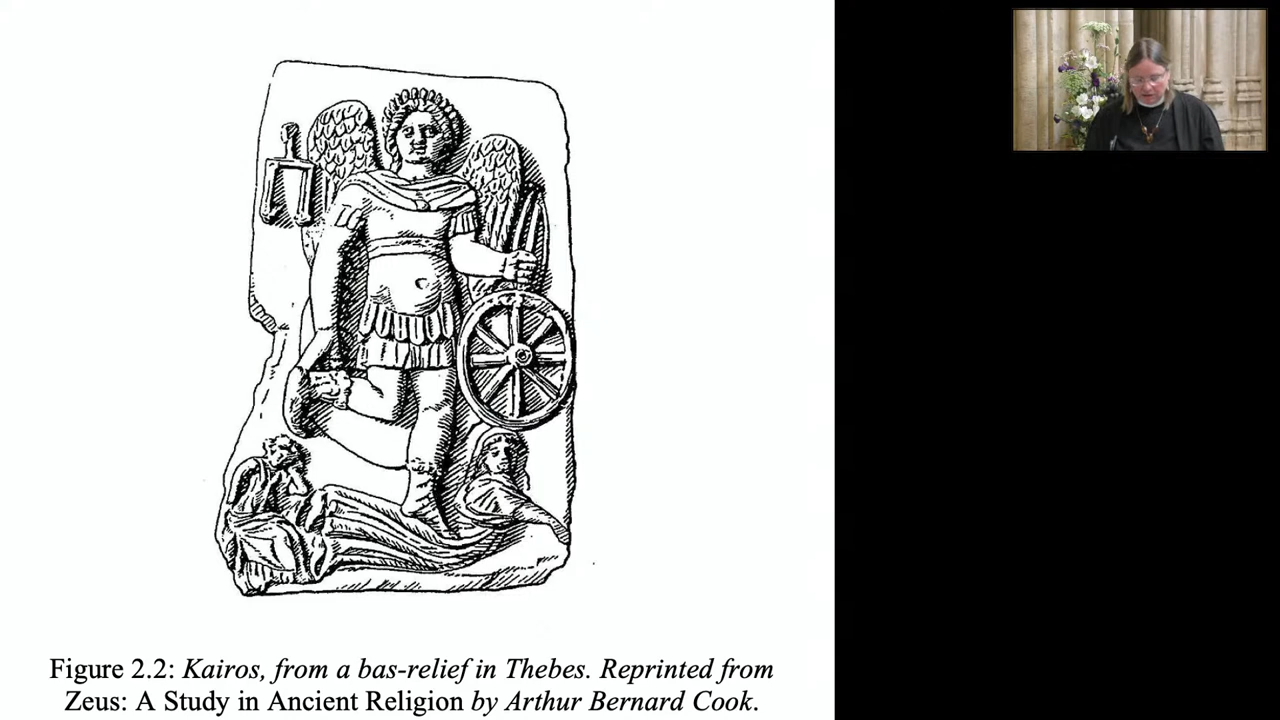 Figure 2.2: Kairos, from a bas-relief in Thebes. Reprinted from
Zeus: A Study in Ancient Religion by Arthur Bernard Cook.